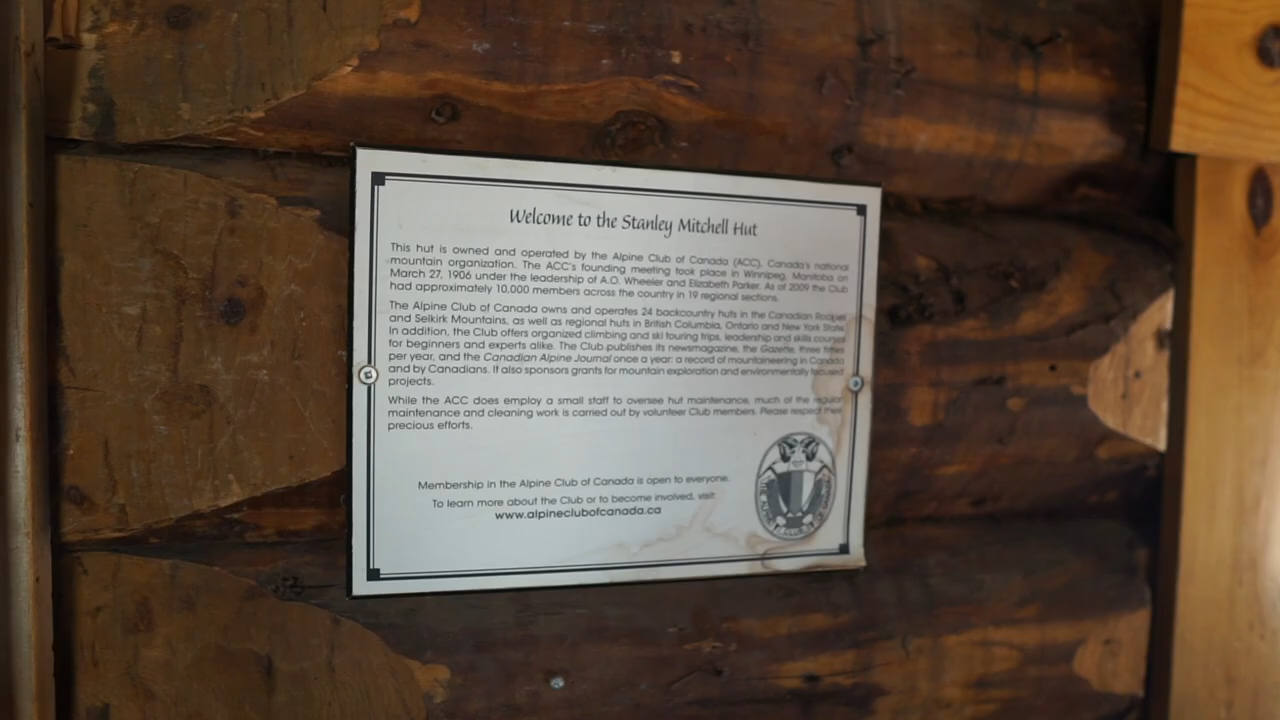 Welcome to the Stanley Mitchell Hut
This hut is owned and operated by the Alpine Club of Canada (ACC). Canada's national
mountain organization. The ACC's founding meeting took place in Winnipeg, Manitoba on
March 27, 1906 under the leadership of A.O. Wheeler and Elizabeth Parker. As of 2009 the Club
had approximately 10,000 members across the country in 19 regional sections.
The Alpine Club of Canada owns and operates 24 backcountry huts in the Canadian Rockies
and Selkirk Mountains, as well as regional huts in British Columbia, Ontario and New York State.
In addition, the Club offers organized climbing and ski touring trips, leadership and skills courses
for beginners and experts alike. The Club publishes its newsmagazine, the Gazette, three times
per year, and the Canadian Alpine Journal once a year: a record of mountaineering in Canada
and by Canadians. It also sponsors grants for mountain exploration and environmentally focused
projects.
While the ACC does employ a small staff to oversee hut maintenance, much of the regular
maintenance and cleaning work is carried out by volunteer Club members. Please respect their
precious efforts.
Membership in the Alpine Club of Canada is open to everyone.
To learn more about the Club or to become involved, visit:
www.alpineclubofcanada.ca
THE ALPINE CLUB OF CANADA